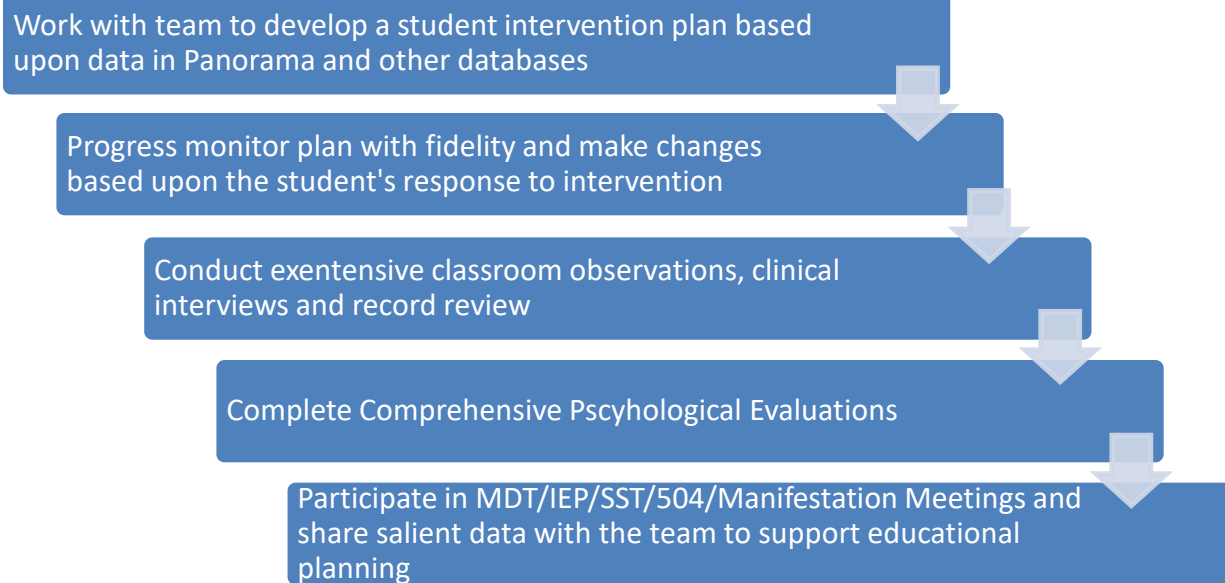 Work with team to develop a student intervention plan based
upon data in Panorama and other databases
Progress monitor plan with fidelity and make changes
based upon the student's response to intervention
Conduct exentensive classroom observations, clinical
interviews and record review
Complete Comprehensive Pscyhological Evaluations
Participate in MDT/IEP/SST/504/Manifestation Meetings and
share salient data with the team to support educational
planning